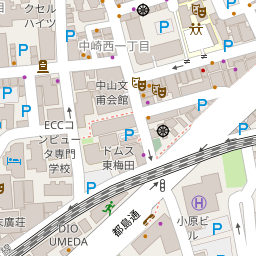 クセル
ハイツ
中崎西一丁目
中山文
甫会館
ECCコ
ンピュー
タ専門
学校
ドムス
東梅田
廣荘
DIO
UMEDA
都島通
小原ビ
ル